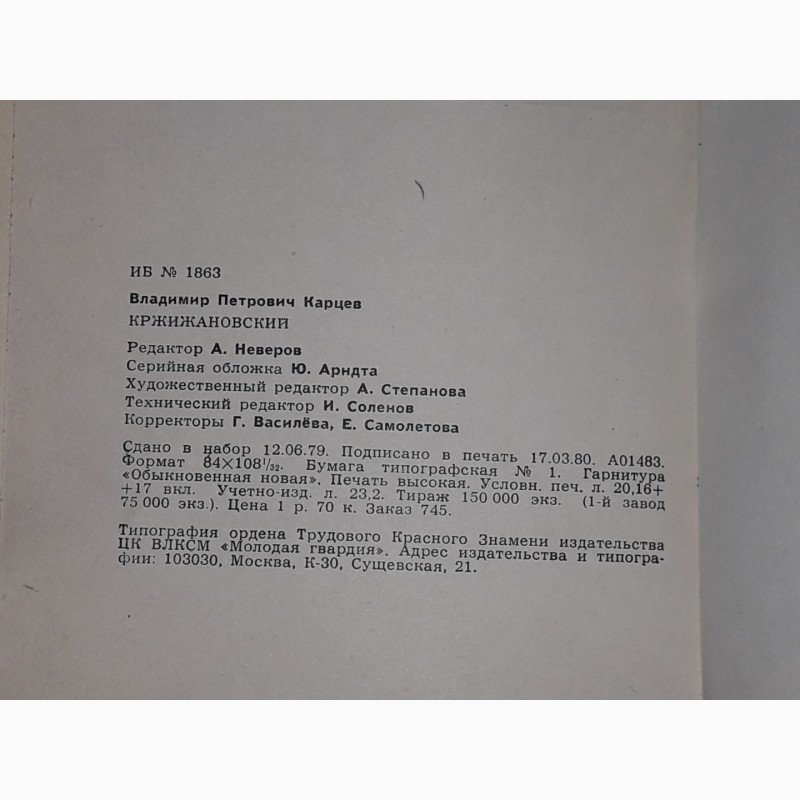 ИБ № 1863
Владимир Петрович Карцев
КРЖИЖАНОВСКИЙ
Редактор А. Неверов
Серийная обложка Ю. Арндта
Художественный редактор А. Степанова
Технический редактор И. Соленов
Корректоры Г. Василёва, Е. Самолетова
Сдано в набор 12.06.79. Подписано в печать 17.03.80. А01483.
Формат 84×108¹/₃₂. Бумага типографская № 1. Гарнитура
«Обыкновенная новая». Печать высокая. Условн. печ. л. 20,16+
+17 вкл. Учетно-изд. л. 23,2. Тираж 150 000 экз. (1-й завод
75 000 экз.). Цена 1 р. 70 к. Заказ 745.
Типография ордена Трудового Красного Знамени издательства
ЦК ВЛКСМ «Молодая гвардия». Адрес издательства и типогра-
фии: 103030, Москва, К-30, Сущевская, 21.